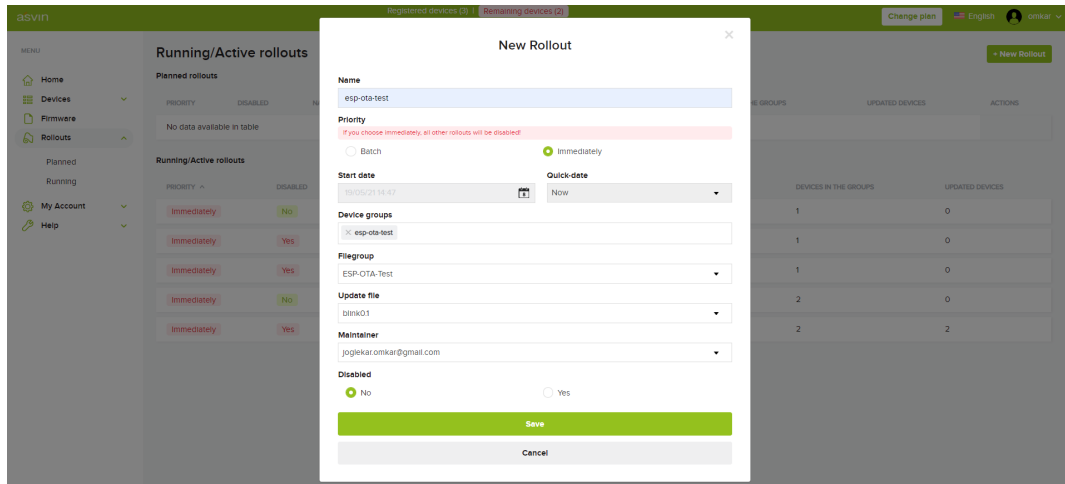 asvin
Registered devices (3) | Remaining devices (2)
Change plan
English
omkar
MENU
Home
Devices
Firmware
Rollouts
Planned
Running
My Account
Help
Running/Active rollouts
+ New Rollout
Planned rollouts
PRIORITY DISABLED UPDATED DEVICES ACTIONS
No data available in table
Running/Active rollouts
PRIORITY DISABLED DEVICES IN THE GROUPS UPDATED DEVICES
Immediately No 1 0
Immediately Yes 1 0
Immediately Yes 1 0
Immediately No 2 0
Immediately Yes 2 2
New Rollout
Name
esp-ota-test
Priority
If you choose immediately, all other rollouts will be disabled!
Batch Immediately
Start date Quick-date
19/05/21 14:47 Now
Device groups
× esp-ota-test
Filegroup
ESP-OTA-Test
Update file
blink0.1
Maintainer
joglekar.omkar@gmail.com
Disabled
No Yes
Save
Cancel